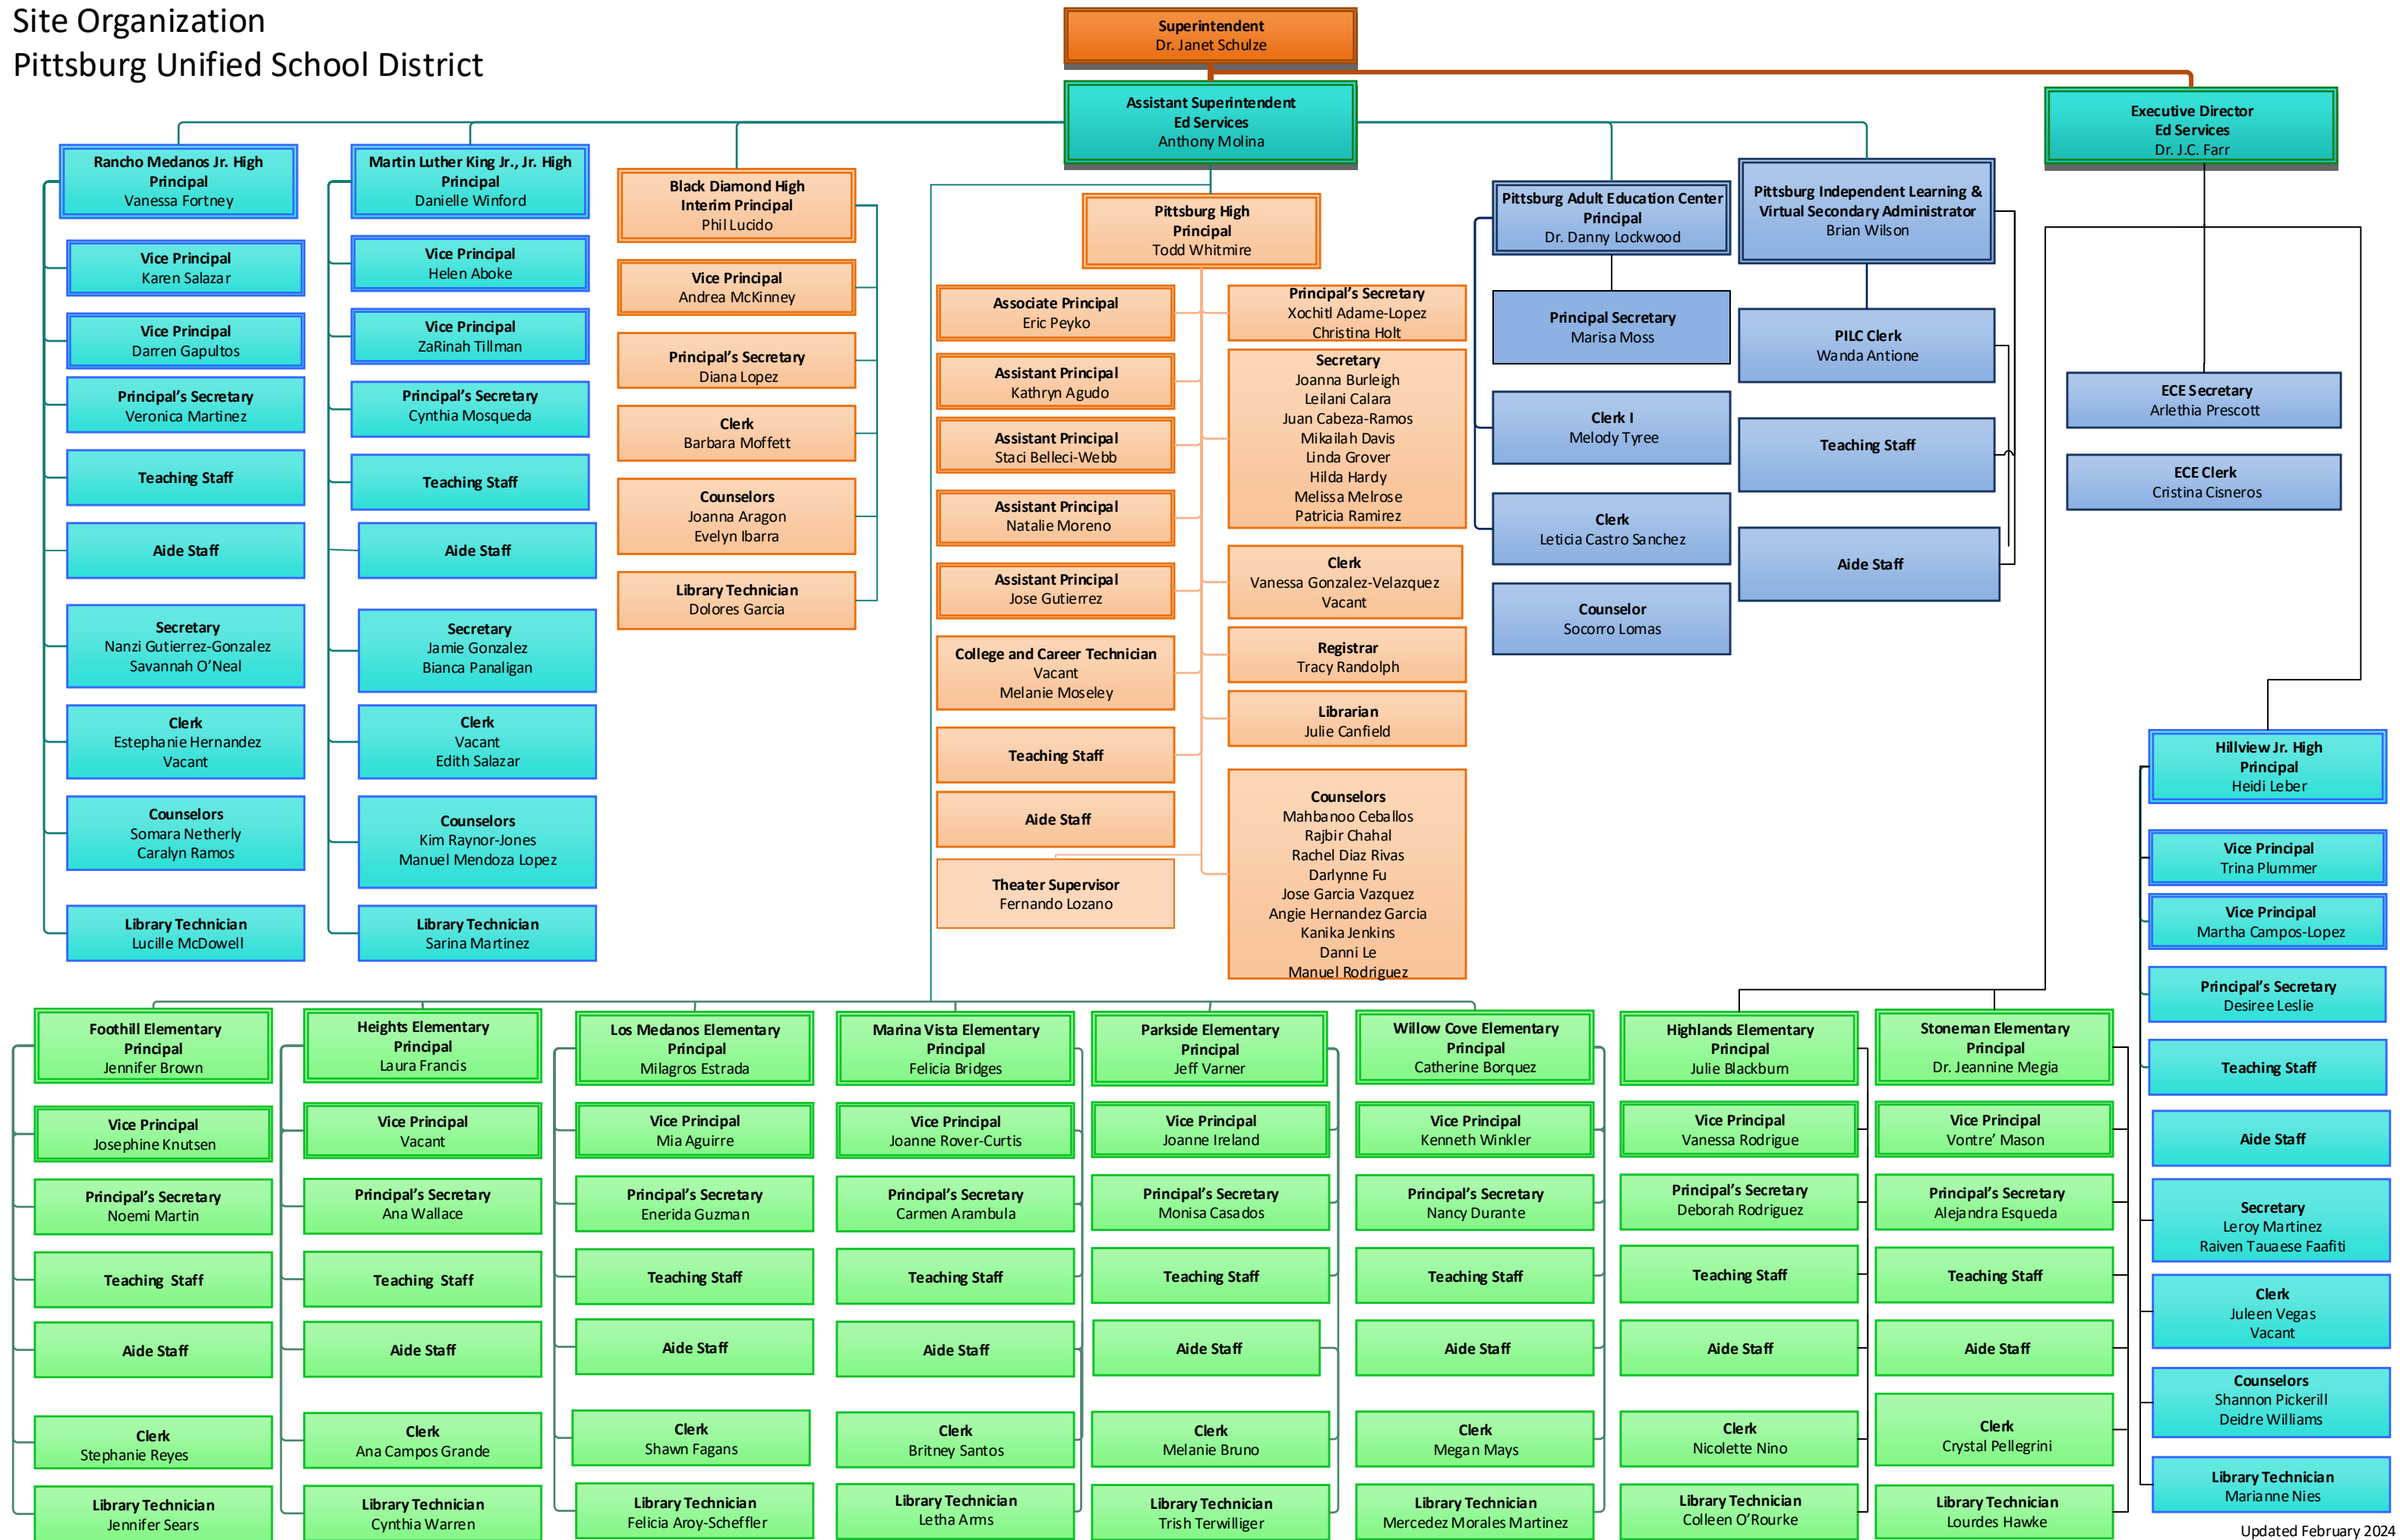 Site Organization
Pittsburg Unified School District
Superintendent
Dr. Janet Schulze
Assistant Superintendent
Ed Services
Anthony Molina
Executive Director
Ed Services
Dr. J.C. Farr
Rancho Medanos Jr. High
Principal
Vanessa Fortney
Vice Principal
Karen Salazar
Vice Principal
Darren Gapultos
Principal's Secretary
Veronica Martinez
Teaching Staff
Aide Staff
Secretary
Nanzi Gutierrez-Gonzalez
Savannah O'Neal
Clerk
Estephanie Hernandez
Vacant
Counselors
Somara Netherly
Caralyn Ramos
Library Technician
Lucille McDowell
Martin Luther King Jr., Jr. High
Principal
Danielle Winford
Vice Principal
Helen Aboke
Vice Principal
ZaRinah Tillman
Principal's Secretary
Cynthia Mosqueda
Teaching Staff
Aide Staff
Secretary
Jamie Gonzalez
Bianca Panaligan
Clerk
Vacant
Edith Salazar
Counselors
Kim Raynor-Jones
Manuel Mendoza Lopez
Library Technician
Sarina Martinez
Black Diamond High
Interim Principal
Phil Lucido
Vice Principal
Andrea McKinney
Principal's Secretary
Diana Lopez
Clerk
Barbara Moffett
Counselors
Joanna Aragon
Evelyn Ibarra
Library Technician
Dolores Garcia
Pittsburg High
Principal
Todd Whitmire
Associate Principal
Eric Peyko
Assistant Principal
Kathryn Agudo
Assistant Principal
Staci Belleci-Webb
Assistant Principal
Natalie Moreno
Assistant Principal
Jose Gutierrez
College and Career Technician
Vacant
Melanie Moseley
Teaching Staff
Aide Staff
Theater Supervisor
Fernando Lozano
Principal's Secretary
Xochitl Adame-Lopez
Christina Holt
Secretary
Joanna Burleigh
Leilani Calara
Juan Cabeza-Ramos
Mikailah Davis
Linda Grover
Hilda Hardy
Melissa Melrose
Patricia Ramirez
Clerk
Vanessa Gonzalez-Velazquez
Vacant
Registrar
Tracy Randolph
Librarian
Julie Canfield
Counselors
Mahbanoo Ceballos
Rajbir Chahal
Rachel Diaz Rivas
Darlynne Fu
Jose Garcia Vazquez
Angie Hernandez Garcia
Kanika Jenkins
Danni Le
Manuel Rodriguez
Pittsburg Adult Education Center
Principal
Dr. Danny Lockwood
Principal Secretary
Marisa Moss
Clerk I
Melody Tyree
Clerk
Leticia Castro Sanchez
Counselor
Socorro Lomas
Pittsburg Independent Learning &
Virtual Secondary Administrator
Brian Wilson
PILC Clerk
Wanda Antione
Teaching Staff
Aide Staff
ECE Secretary
Arlethia Prescott
ECE Clerk
Cristina Cisneros
Hillview Jr. High
Principal
Heidi Leber
Vice Principal
Trina Plummer
Vice Principal
Martha Campos-Lopez
Principal's Secretary
Desiree Leslie
Teaching Staff
Aide Staff
Secretary
Leroy Martinez
Raiven Tauaese Faafiti
Clerk
Juleen Vegas
Vacant
Counselors
Shannon Pickerill
Deidre Williams
Library Technician
Marianne Nies
Foothill Elementary
Principal
Jennifer Brown
Vice Principal
Josephine Knutsen
Principal's Secretary
Noemi Martin
Teaching  Staff
Aide Staff
Clerk
Stephanie Reyes
Library Technician
Jennifer Sears
Heights Elementary
Principal
Laura Francis
Vice Principal
Vacant
Principal's Secretary
Ana Wallace
Teaching  Staff
Aide Staff
Clerk
Ana Campos Grande
Library Technician
Cynthia Warren
Los Medanos Elementary
Principal
Milagros Estrada
Vice Principal
Mia Aguirre
Principal's Secretary
Enerida Guzman
Teaching Staff
Aide Staff
Clerk
Shawn Fagans
Library Technician
Felicia Aroy-Scheffler
Marina Vista Elementary
Principal
Felicia Bridges
Vice Principal
Joanne Rover-Curtis
Principal's Secretary
Carmen Arambula
Teaching Staff
Aide Staff
Clerk
Britney Santos
Library Technician
Letha Arms
Parkside Elementary
Principal
Jeff Varner
Vice Principal
Joanne Ireland
Principal's Secretary
Monisa Casados
Teaching Staff
Aide Staff
Clerk
Melanie Bruno
Library Technician
Trish Terwilliger
Willow Cove Elementary
Principal
Catherine Borquez
Vice Principal
Kenneth Winkler
Principal's Secretary
Nancy Durante
Teaching Staff
Aide Staff
Clerk
Megan Mays
Library Technician
Mercedez Morales Martinez
Highlands Elementary
Principal
Julie Blackburn
Vice Principal
Vanessa Rodrigue
Principal's Secretary
Deborah Rodriguez
Teaching Staff
Aide Staff
Clerk
Nicolette Nino
Library Technician
Colleen O'Rourke
Stoneman Elementary
Principal
Dr. Jeannine Megia
Vice Principal
Vontre' Mason
Principal's Secretary
Alejandra Esqueda
Teaching Staff
Aide Staff
Clerk
Crystal Pellegrini
Library Technician
Lourdes Hawke
Updated February 2024